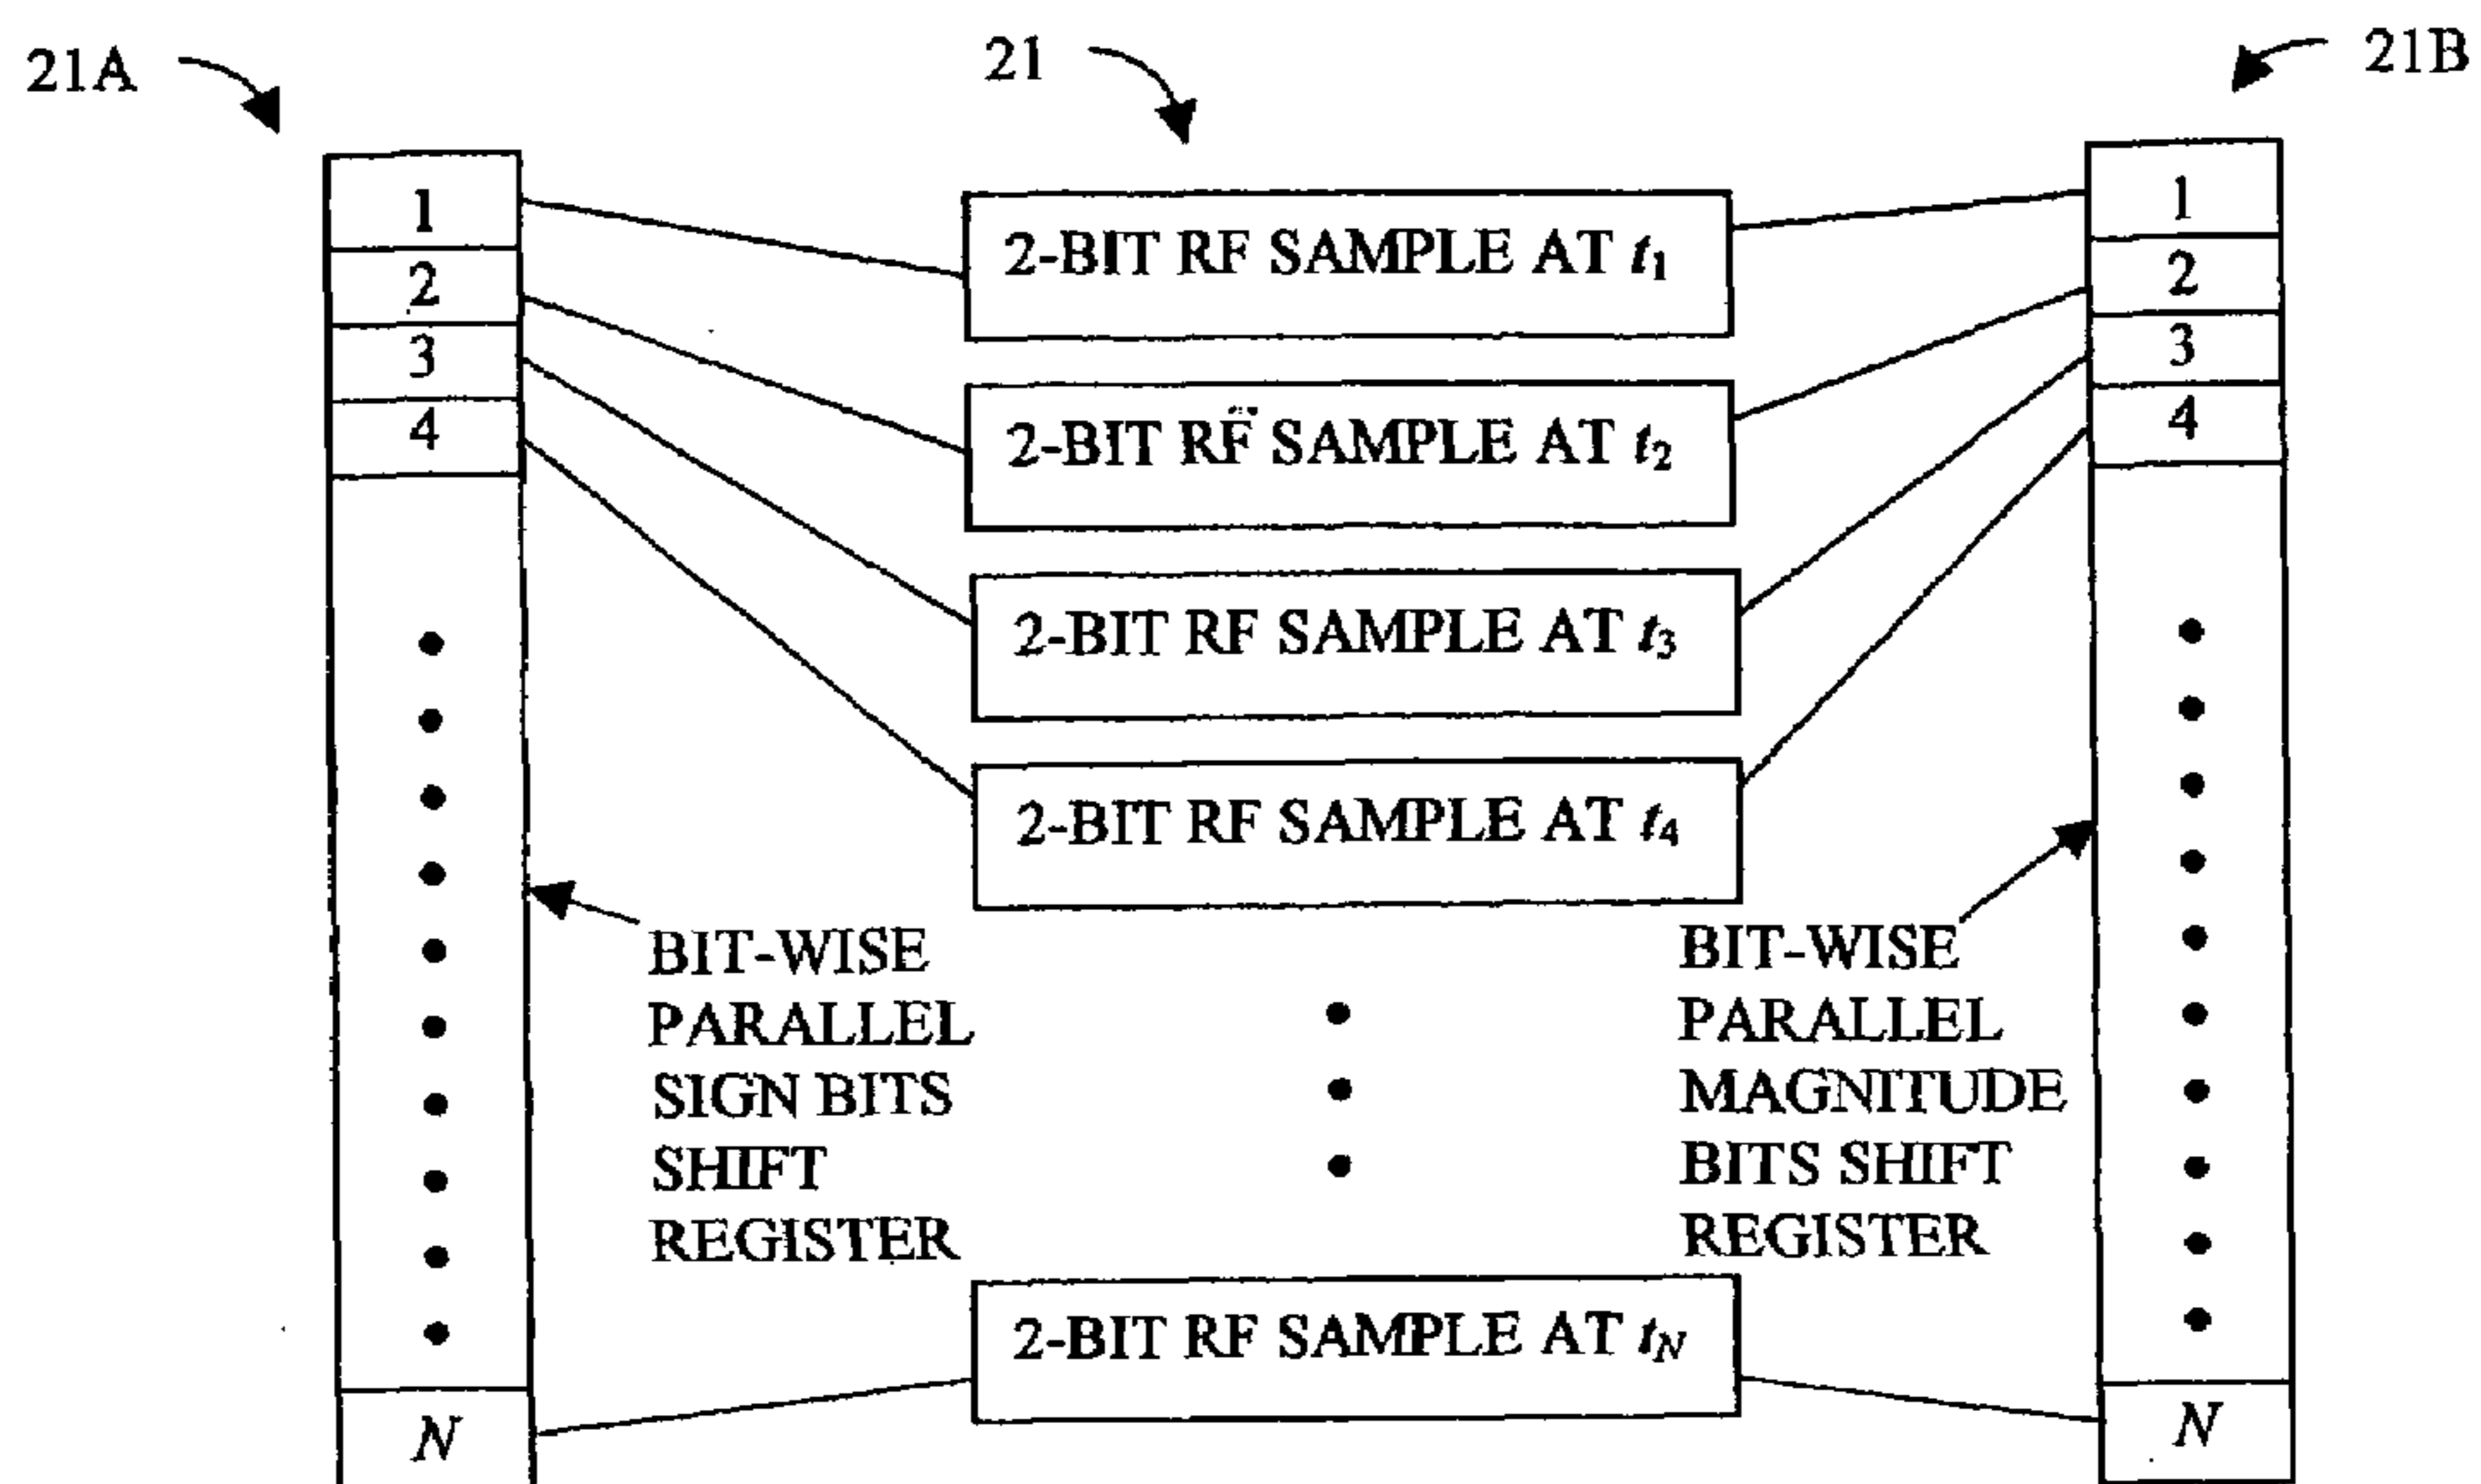 21A
21
21B
1
2
3
4
N
2-BIT RF SAMPLE AT t1
2-BIT RF SAMPLE AT t2
2-BIT RF SAMPLE AT t3
2-BIT RF SAMPLE AT t4
2-BIT RF SAMPLE AT tN
1
2
3
4
N
BIT-WISE
PARALLEL
SIGN BITS
SHIFT
REGISTER
BIT-WISE
PARALLEL
MAGNITUDE
BITS SHIFT
REGISTER